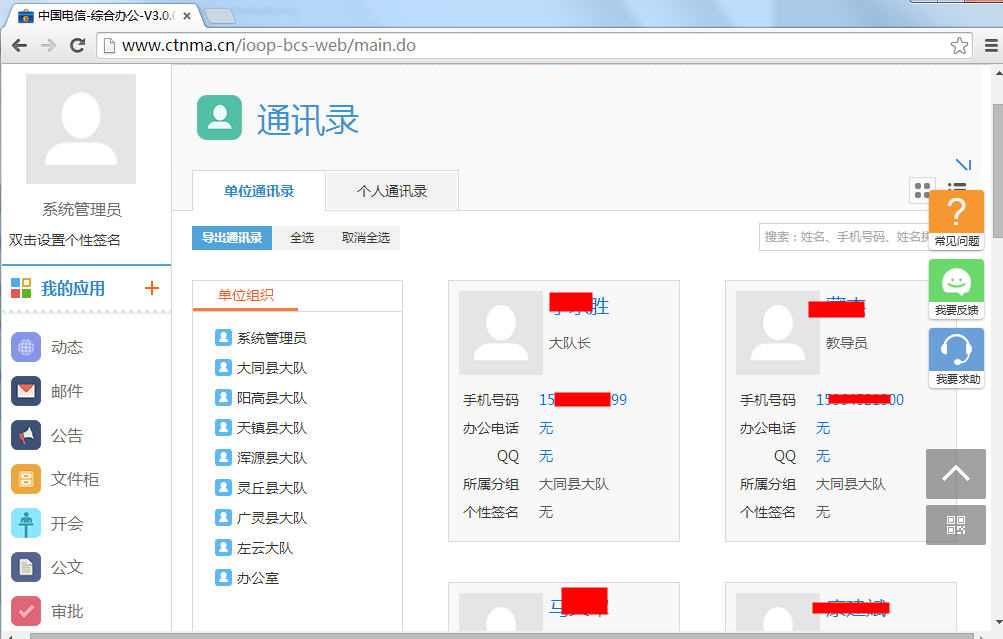 中国电信-综合办公-V3.0.
www.ctnma.cn/ioop-bcs-web/main.do
系统管理员
双击设置个性签名
我的应用 +
动态
邮件
公告
文件柜
开会
公文
审批
通讯录
单位通讯录 个人通讯录
导出通讯录 全选 取消全选
搜索：姓名、手机号码、姓名
单位组织
系统管理员
大同县大队
阳高县大队
天镇县大队
浑源县大队
灵丘县大队
广灵县大队
左云大队
办公室
胜
大队长
手机号码 15 99
办公电话 无
QQ 无
所属分组 大同县大队
个性签名 无
教导员
手机号码 15 00
办公电话 无
QQ 无
所属分组 大同县大队
个性签名 无
马
?
常见问题
我要反馈
我要求助